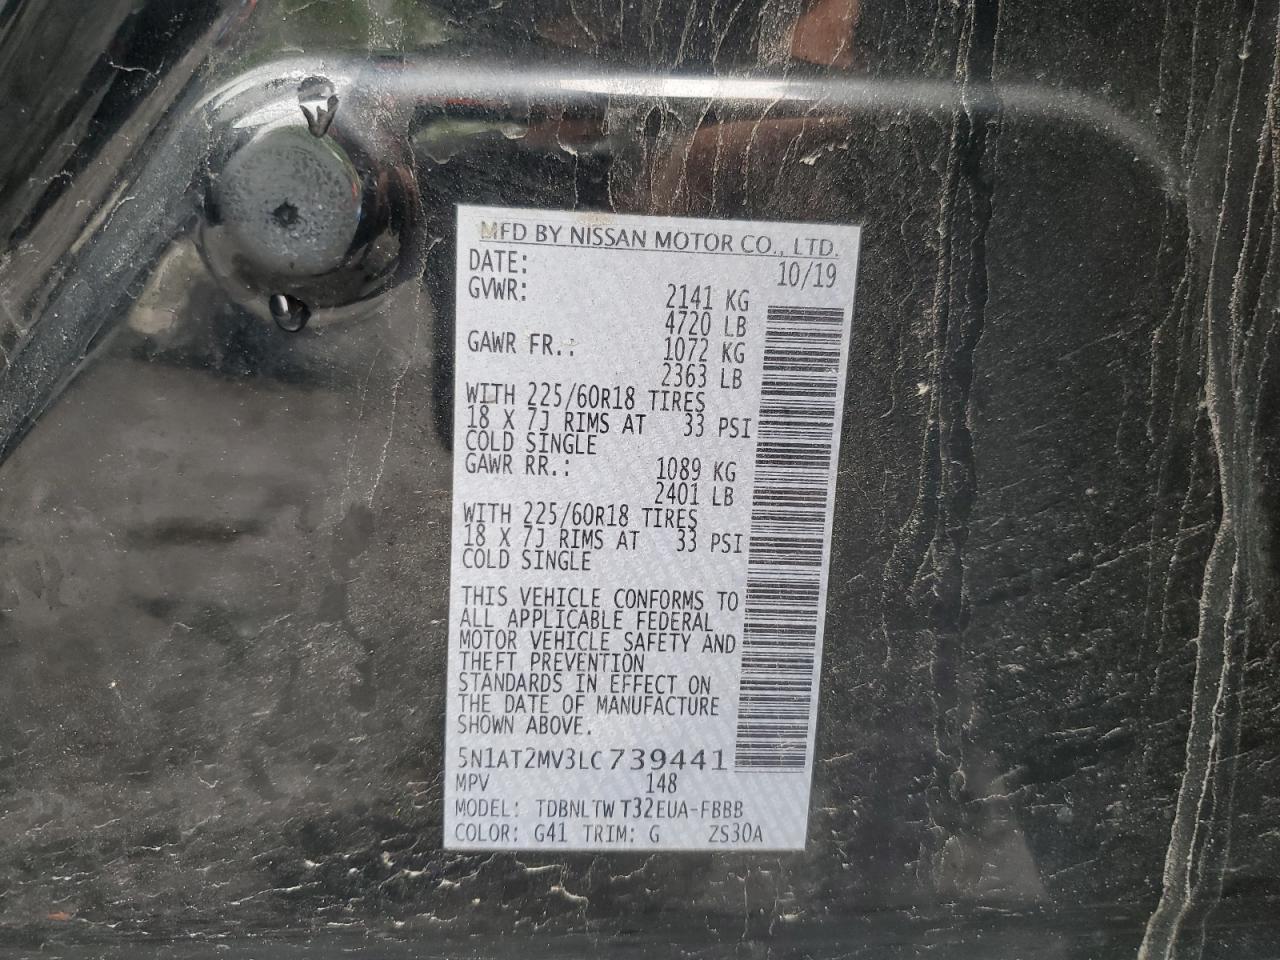 MFD BY NISSAN MOTOR CO., LTD.
DATE: 10/19
GVWR: 2141 KG
4720 LB
GAWR FR.: 1072 KG
2363 LB
WITH 225/60R18 TIRES
18 X 7J RIMS AT 33 PSI
COLD SINGLE
GAWR RR.: 1089 KG
2401 LB
WITH 225/60R18 TIRES
18 X 7J RIMS AT 33 PSI
COLD SINGLE
THIS VEHICLE CONFORMS TO
ALL APPLICABLE FEDERAL
MOTOR VEHICLE SAFETY AND
THEFT PREVENTION
STANDARDS IN EFFECT ON
THE DATE OF MANUFACTURE
SHOWN ABOVE.
5N1AT2MV3LC739441
MPV 148
MODEL: TDBNLTW T32EUA-FBBB
COLOR: G41 TRIM: G ZS30A